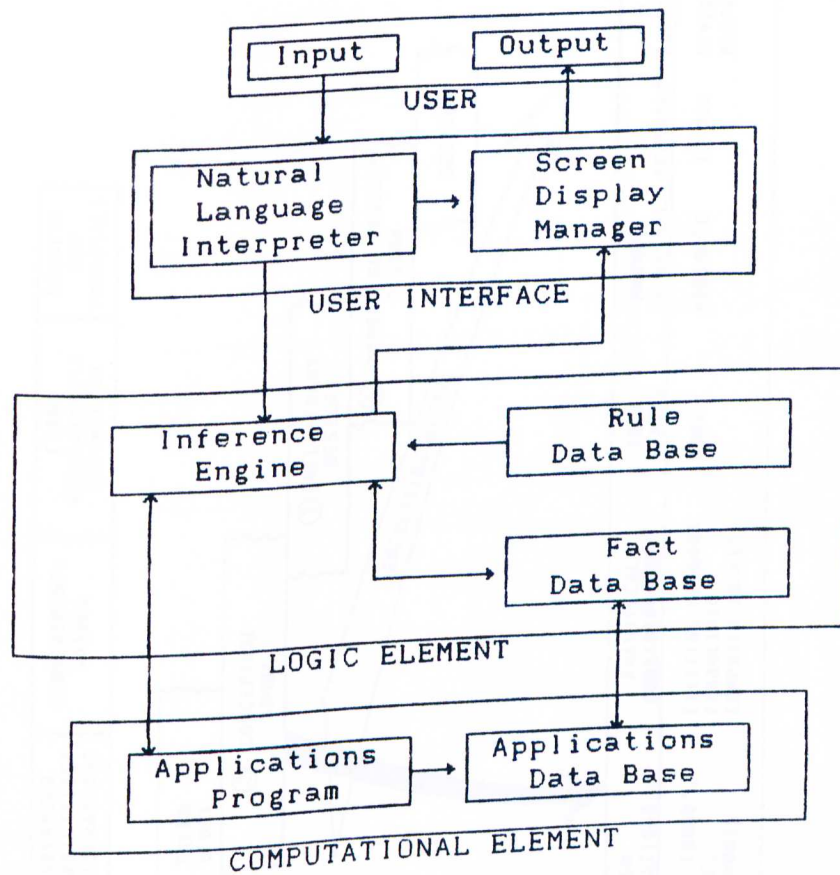 Input
Output
USER
Natural
Language
Interpreter
Screen
Display
Manager
USER INTERFACE
Inference
Engine
Rule
Data Base
Fact
Data Base
LOGIC ELEMENT
Applications
Program
Applications
Data Base
COMPUTATIONAL ELEMENT